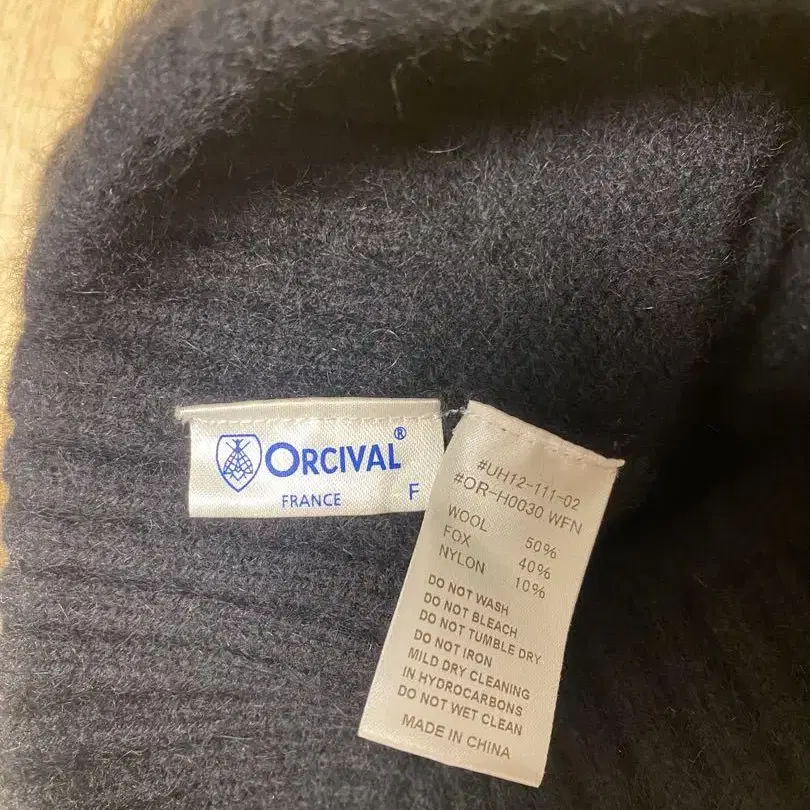 ORCIVAL®
FRANCE F
#UH12-111-02
#OR-H0030 WFN
WOOL 50%
FOX 40%
NYLON 10%
DO NOT WASH
DO NOT BLEACH
DO NOT TUMBLE DRY
DO NOT IRON
MILD DRY CLEANING
IN HYDROCARBONS
DO NOT WET CLEAN
MADE IN CHINA